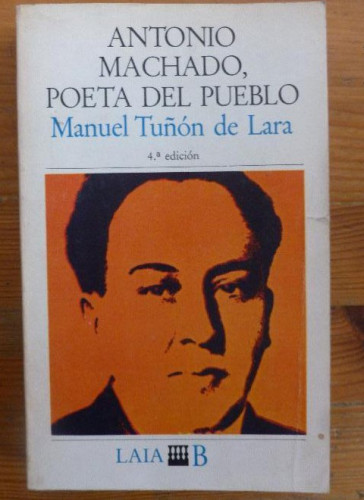 ANTONIO
MACHADO,
POETA DEL PUEBLO
Manuel Tuñón de Lara
4.ª edición
LAIA B